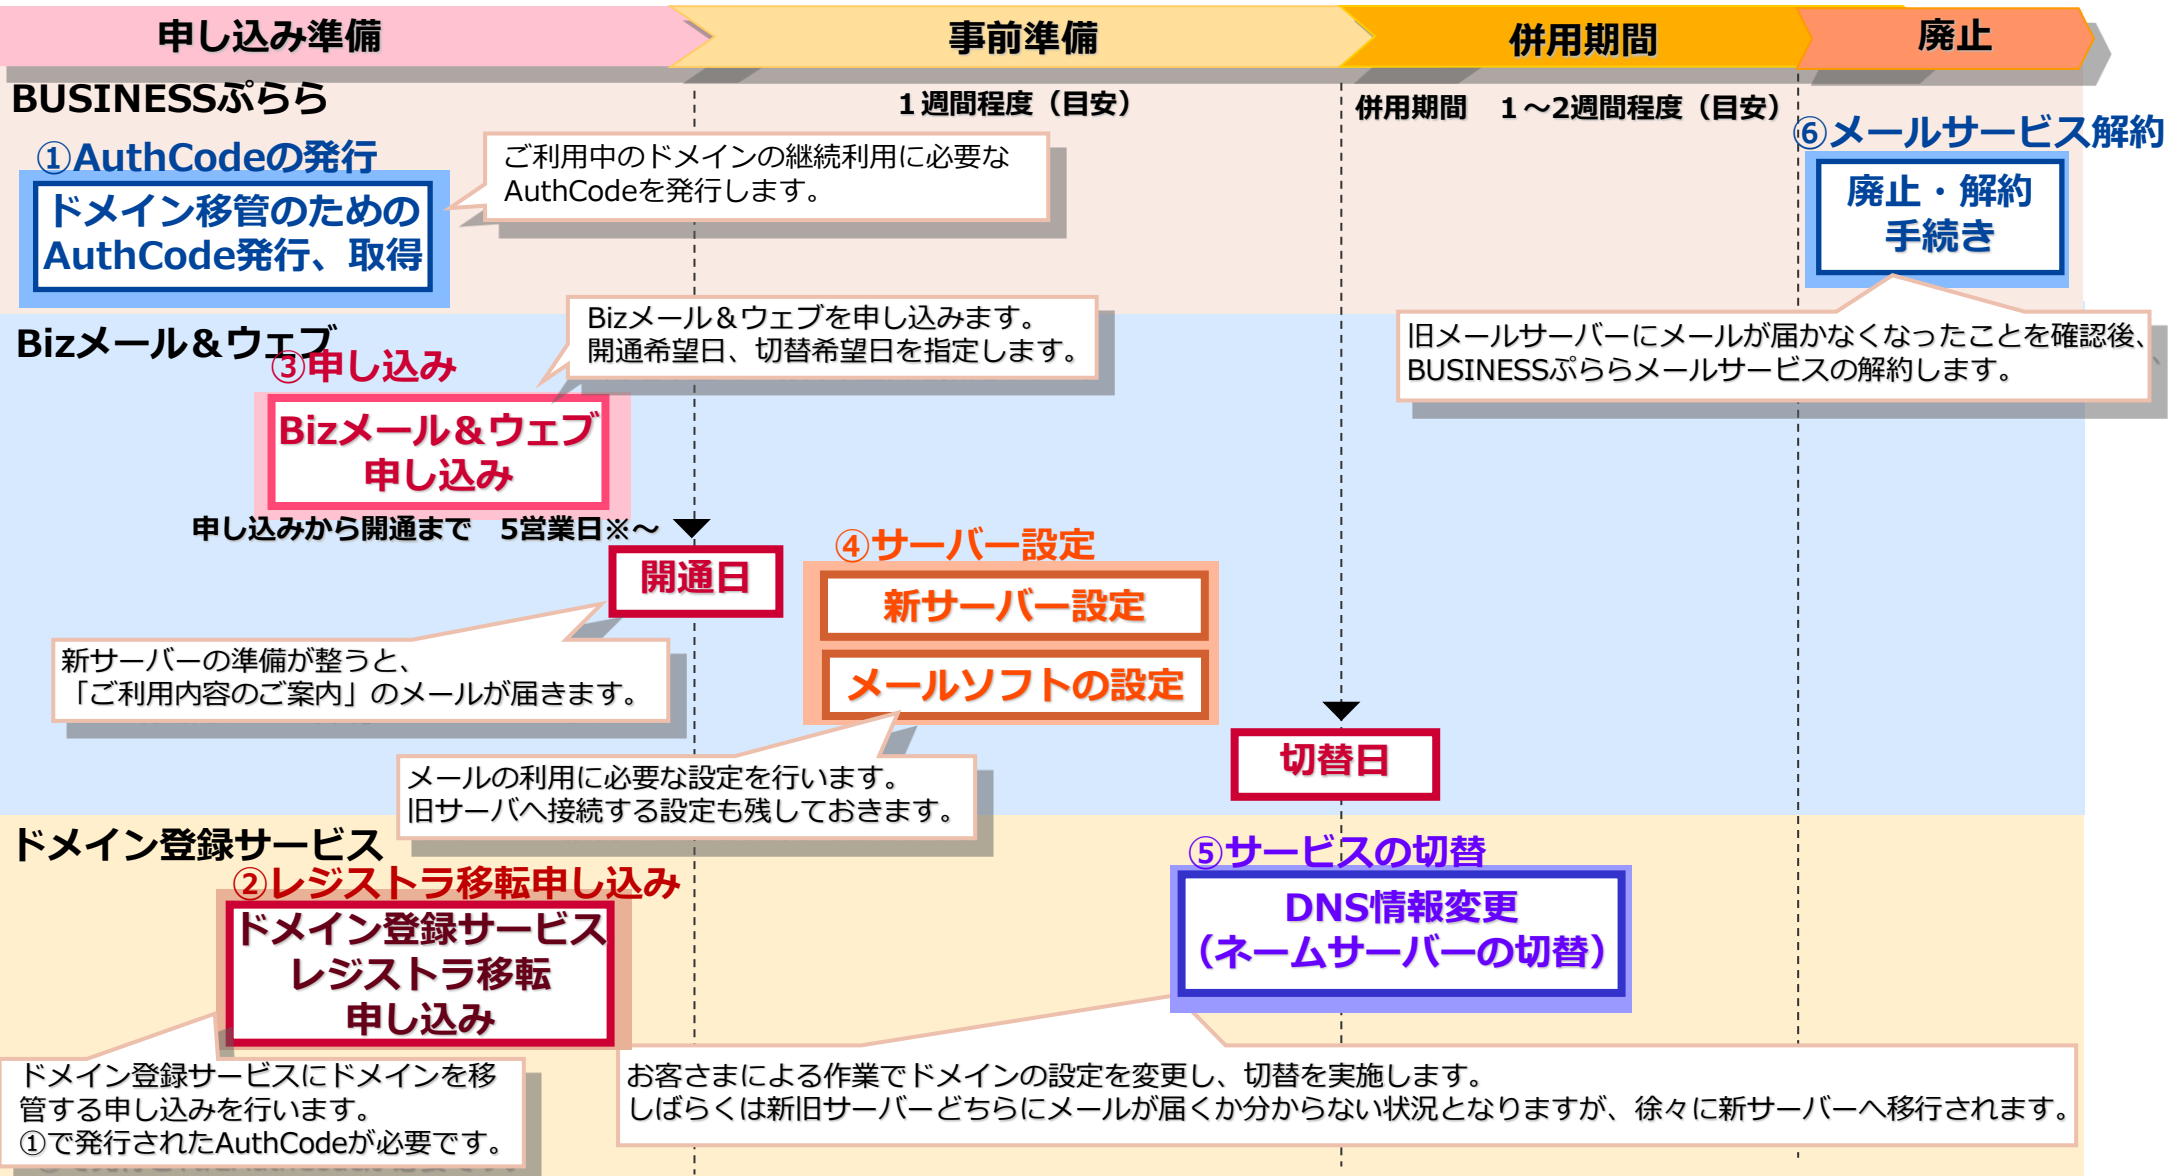 申し込み準備
事前準備
併用期間
廃止
BUSINESSぷらら
１週間程度（目安）
併用期間　１～2週間程度（目安）
①AuthCodeの発行
ドメイン移管のための
AuthCode発行、取得
ご利用中のドメインの継続利用に必要な
AuthCodeを発行します。
⑥メールサービス解約
廃止・解約
手続き
旧メールサーバーにメールが届かなくなったことを確認後、
BUSINESSぷららメールサービスの解約します。
Bizメール＆ウェブ
③申し込み
Bizメール＆ウェブ
申し込み
Bizメール＆ウェブを申し込みます。
開通希望日、切替希望日を指定します。
申し込みから開通まで　5営業日※～
開通日
新サーバーの準備が整うと、
「ご利用内容のご案内」のメールが届きます。
④サーバー設定
新サーバー設定
メールソフトの設定
メールの利用に必要な設定を行います。
旧サーバへ接続する設定も残しておきます。
切替日
ドメイン登録サービス
②レジストラ移転申し込み
ドメイン登録サービス
レジストラ移転
申し込み
ドメイン登録サービスにドメインを移
管する申し込みを行います。
①で発行されたAuthCodeが必要です。
⑤サービスの切替
DNS情報変更
（ネームサーバーの切替）
お客さまによる作業でドメインの設定を変更し、切替を実施します。
しばらくは新旧サーバーどちらにメールが届くか分からない状況となりますが、徐々に新サーバーへ移行されます。